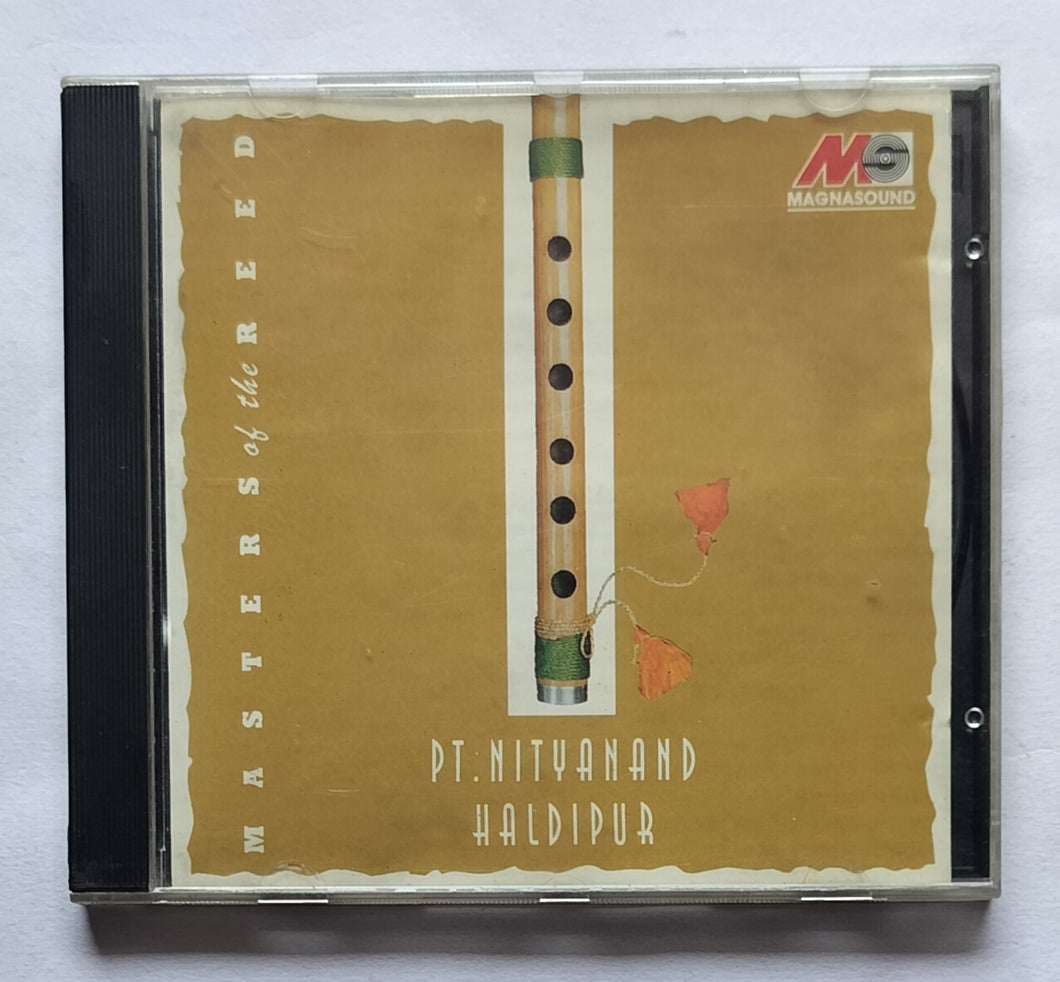 MASTERS of the REED
MAGNASOUND
PT. NITYANAND
HALDIPUR